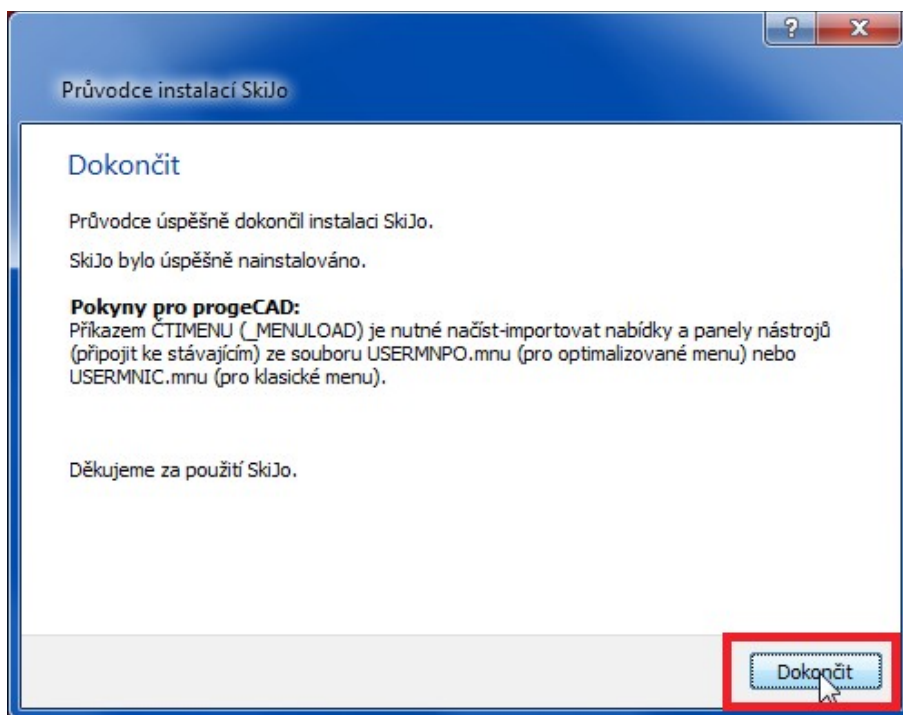 Průvodce instalací SkiJo
Dokončit
Průvodce úspěšně dokončil instalaci SkiJo.
SkiJo bylo úspěšně nainstalováno.
Pokyny pro progeCAD:
Příkazem ČTIMENU (_MENULOAD) je nutné načíst-importovat nabídky a panely nástrojů
(připojit ke stávajícím) ze souboru USERMNPO.mnu (pro optimalizované menu) nebo
USERMNIC.mnu (pro klasické menu).
Děkujeme za použití SkiJo.
Dokončit